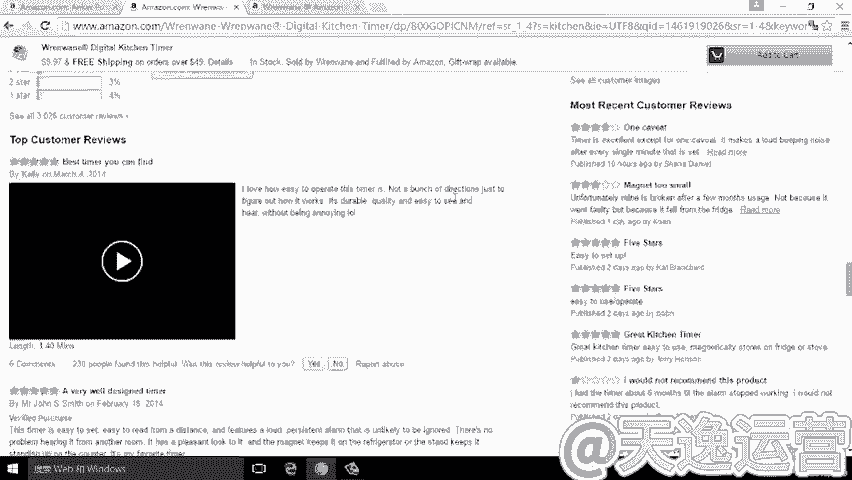 Amazon.com: Wrenwane
www.amazon.com/Wrenwane-Wrenwane®-Digital-Kitchen-Timer/dp/B00GOPICNM/ref=sr_1_4?s=kitchen&ie=UTF8&qid=1461919026&sr=1-4&keywor
Wrenwane® Digital Kitchen Timer
$9.97 & FREE Shipping on orders over $49. Details In Stock. Sold by Wrenwane and Fulfilled by Amazon. Gift-wrap available.
Add to Cart
2 star 3%
1 star 4%
See all customer images
See all 3,026 customer reviews ›
Most Recent Customer Reviews
Top Customer Reviews
Best timer you can find
By Kelly on March 4, 2014
I love how easy to operate this timer is. Not a bunch of directions just to
figure out how it works. Its durable, quality and easy to see and
hear, without being annoying lol
Length: 1:40 Mins
6 Comments 230 people found this helpful. Was this review helpful to you? Yes No Report abuse
A very well designed timer
By Mr John S Smith on February 16, 2014
Verified Purchase
This timer is easy to set, easy to read from a distance, and features a loud, persistent alarm that is unlikely to be ignored. There's no
problem hearing it from another room. It has a pleasant look to it, and the magnet keeps it on the refrigerator or the stand keeps it
standing up on the counter. It's my favorite timer.
One caveat
Timer is excellent except for one caveat. It makes a loud beeping noise
after every single minute that is set. Read more
Published 10 hours ago by Shane Daniel
Magnet too small
Unfortunately mine is broken after a few months usage. Not because it
went faulty but because it fell from the fridge. Read more
Published 1 day ago by
Five Stars
Easy to set up!
Published 2 days ago by Kat Blanchard
Five Stars
easy to use/operate
Published 2 days ago by
Great Kitchen Timer
Great kitchen timer easy to use, magnetically stores on fridge or stove.
Published 2 days ago by Jerry
I would not recommend this product
I had the timer about 6 months til the alarm stopped working. I would not
recommend this product.
Published 2
搜索 Web 和 Windows
@天逸运营